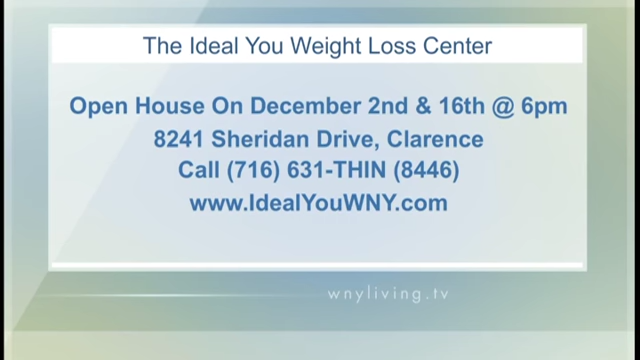 The Ideal You Weight Loss Center
Open House On December 2nd & 16th @ 6pm
8241 Sheridan Drive, Clarence
Call (716) 631-THIN (8446)
www.IdealYouWNY.com
wnyliving.tv